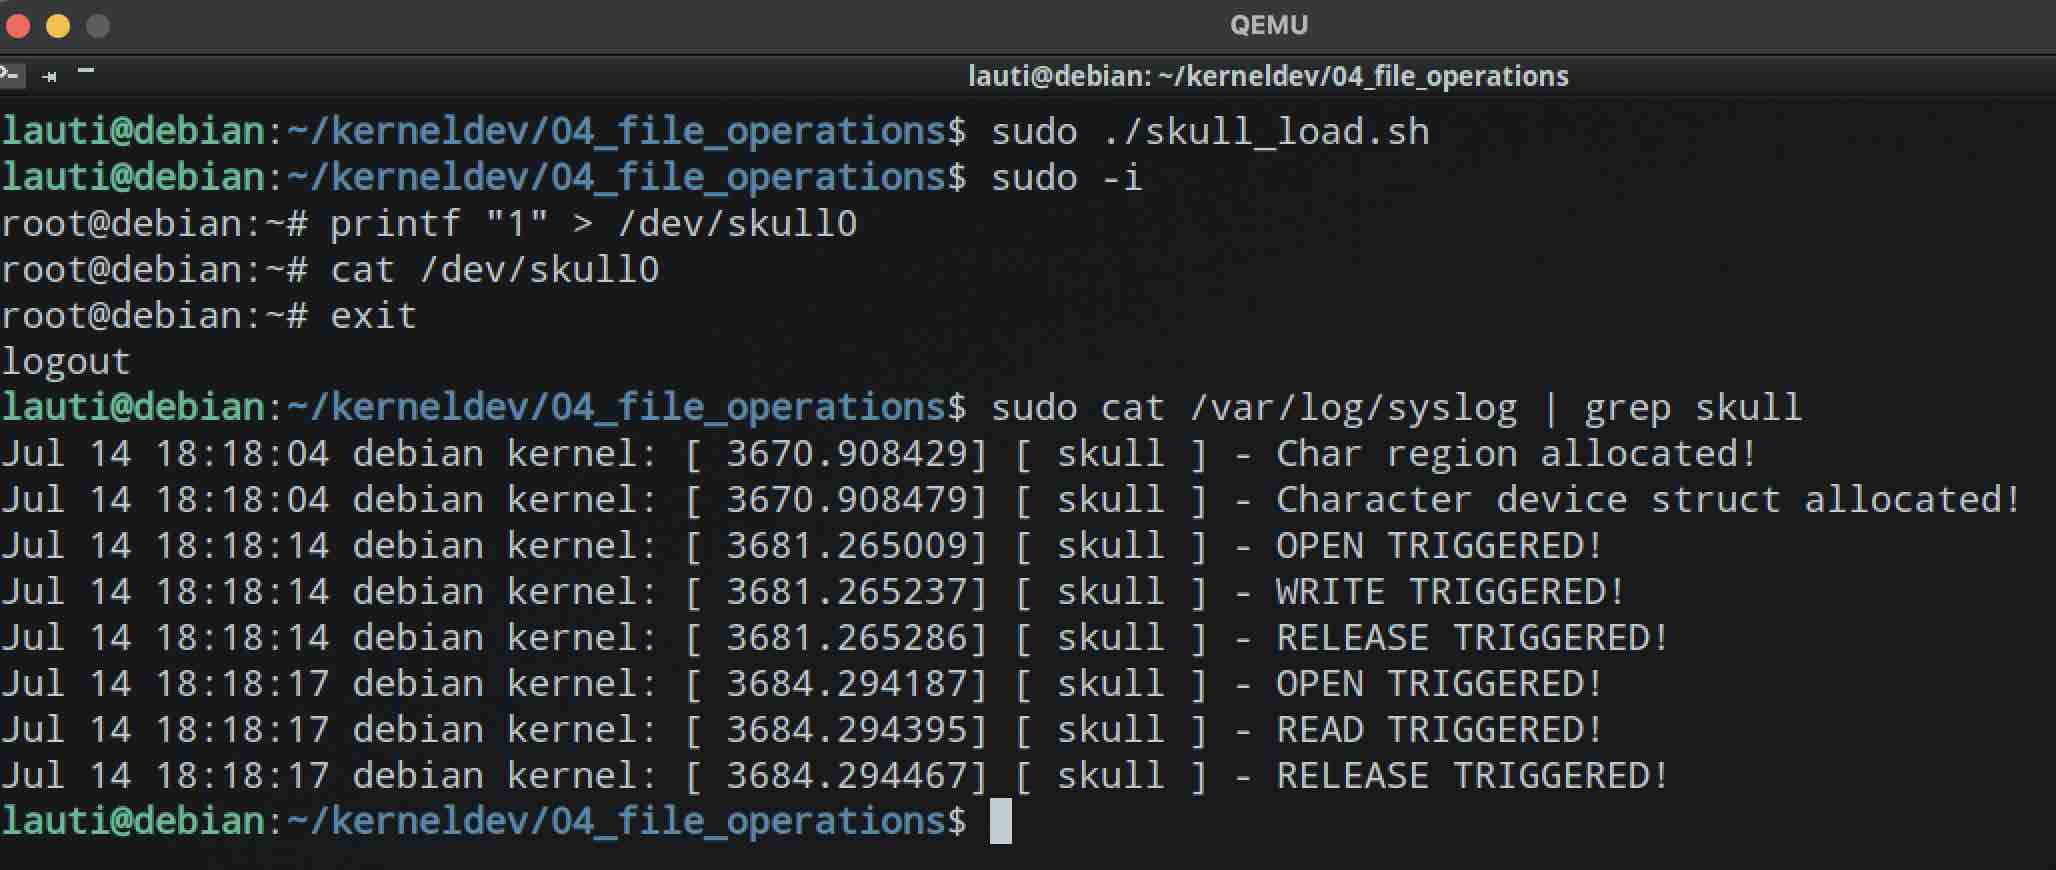 QEMU
lauti@debian: ~/kerneldev/04_file_operations
lauti@debian:~/kerneldev/04_file_operations$ sudo ./skull_load.sh
lauti@debian:~/kerneldev/04_file_operations$ sudo -i
root@debian:~# printf "1" > /dev/skull0
root@debian:~# cat /dev/skull0
root@debian:~# exit
logout
lauti@debian:~/kerneldev/04_file_operations$ sudo cat /var/log/syslog | grep skull
Jul 14 18:18:04 debian kernel: [ 3670.908429] [ skull ] - Char region allocated!
Jul 14 18:18:04 debian kernel: [ 3670.908479] [ skull ] - Character device struct allocated!
Jul 14 18:18:14 debian kernel: [ 3681.265009] [ skull ] - OPEN TRIGGERED!
Jul 14 18:18:14 debian kernel: [ 3681.265237] [ skull ] - WRITE TRIGGERED!
Jul 14 18:18:14 debian kernel: [ 3681.265286] [ skull ] - RELEASE TRIGGERED!
Jul 14 18:18:17 debian kernel: [ 3684.294187] [ skull ] - OPEN TRIGGERED!
Jul 14 18:18:17 debian kernel: [ 3684.294395] [ skull ] - READ TRIGGERED!
Jul 14 18:18:17 debian kernel: [ 3684.294467] [ skull ] - RELEASE TRIGGERED!
lauti@debian:~/kerneldev/04_file_operations$